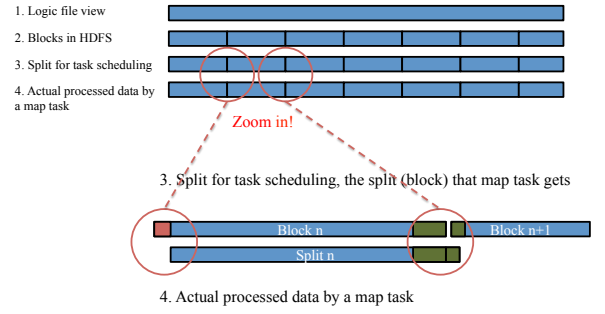 1. Logic file view
2. Blocks in HDFS
3. Split for task scheduling
4. Actual processed data by
a map task
Zoom in!
3. Split for task scheduling, the split (block) that map task gets
Block n
Block n+1
Split n
4. Actual processed data by a map task